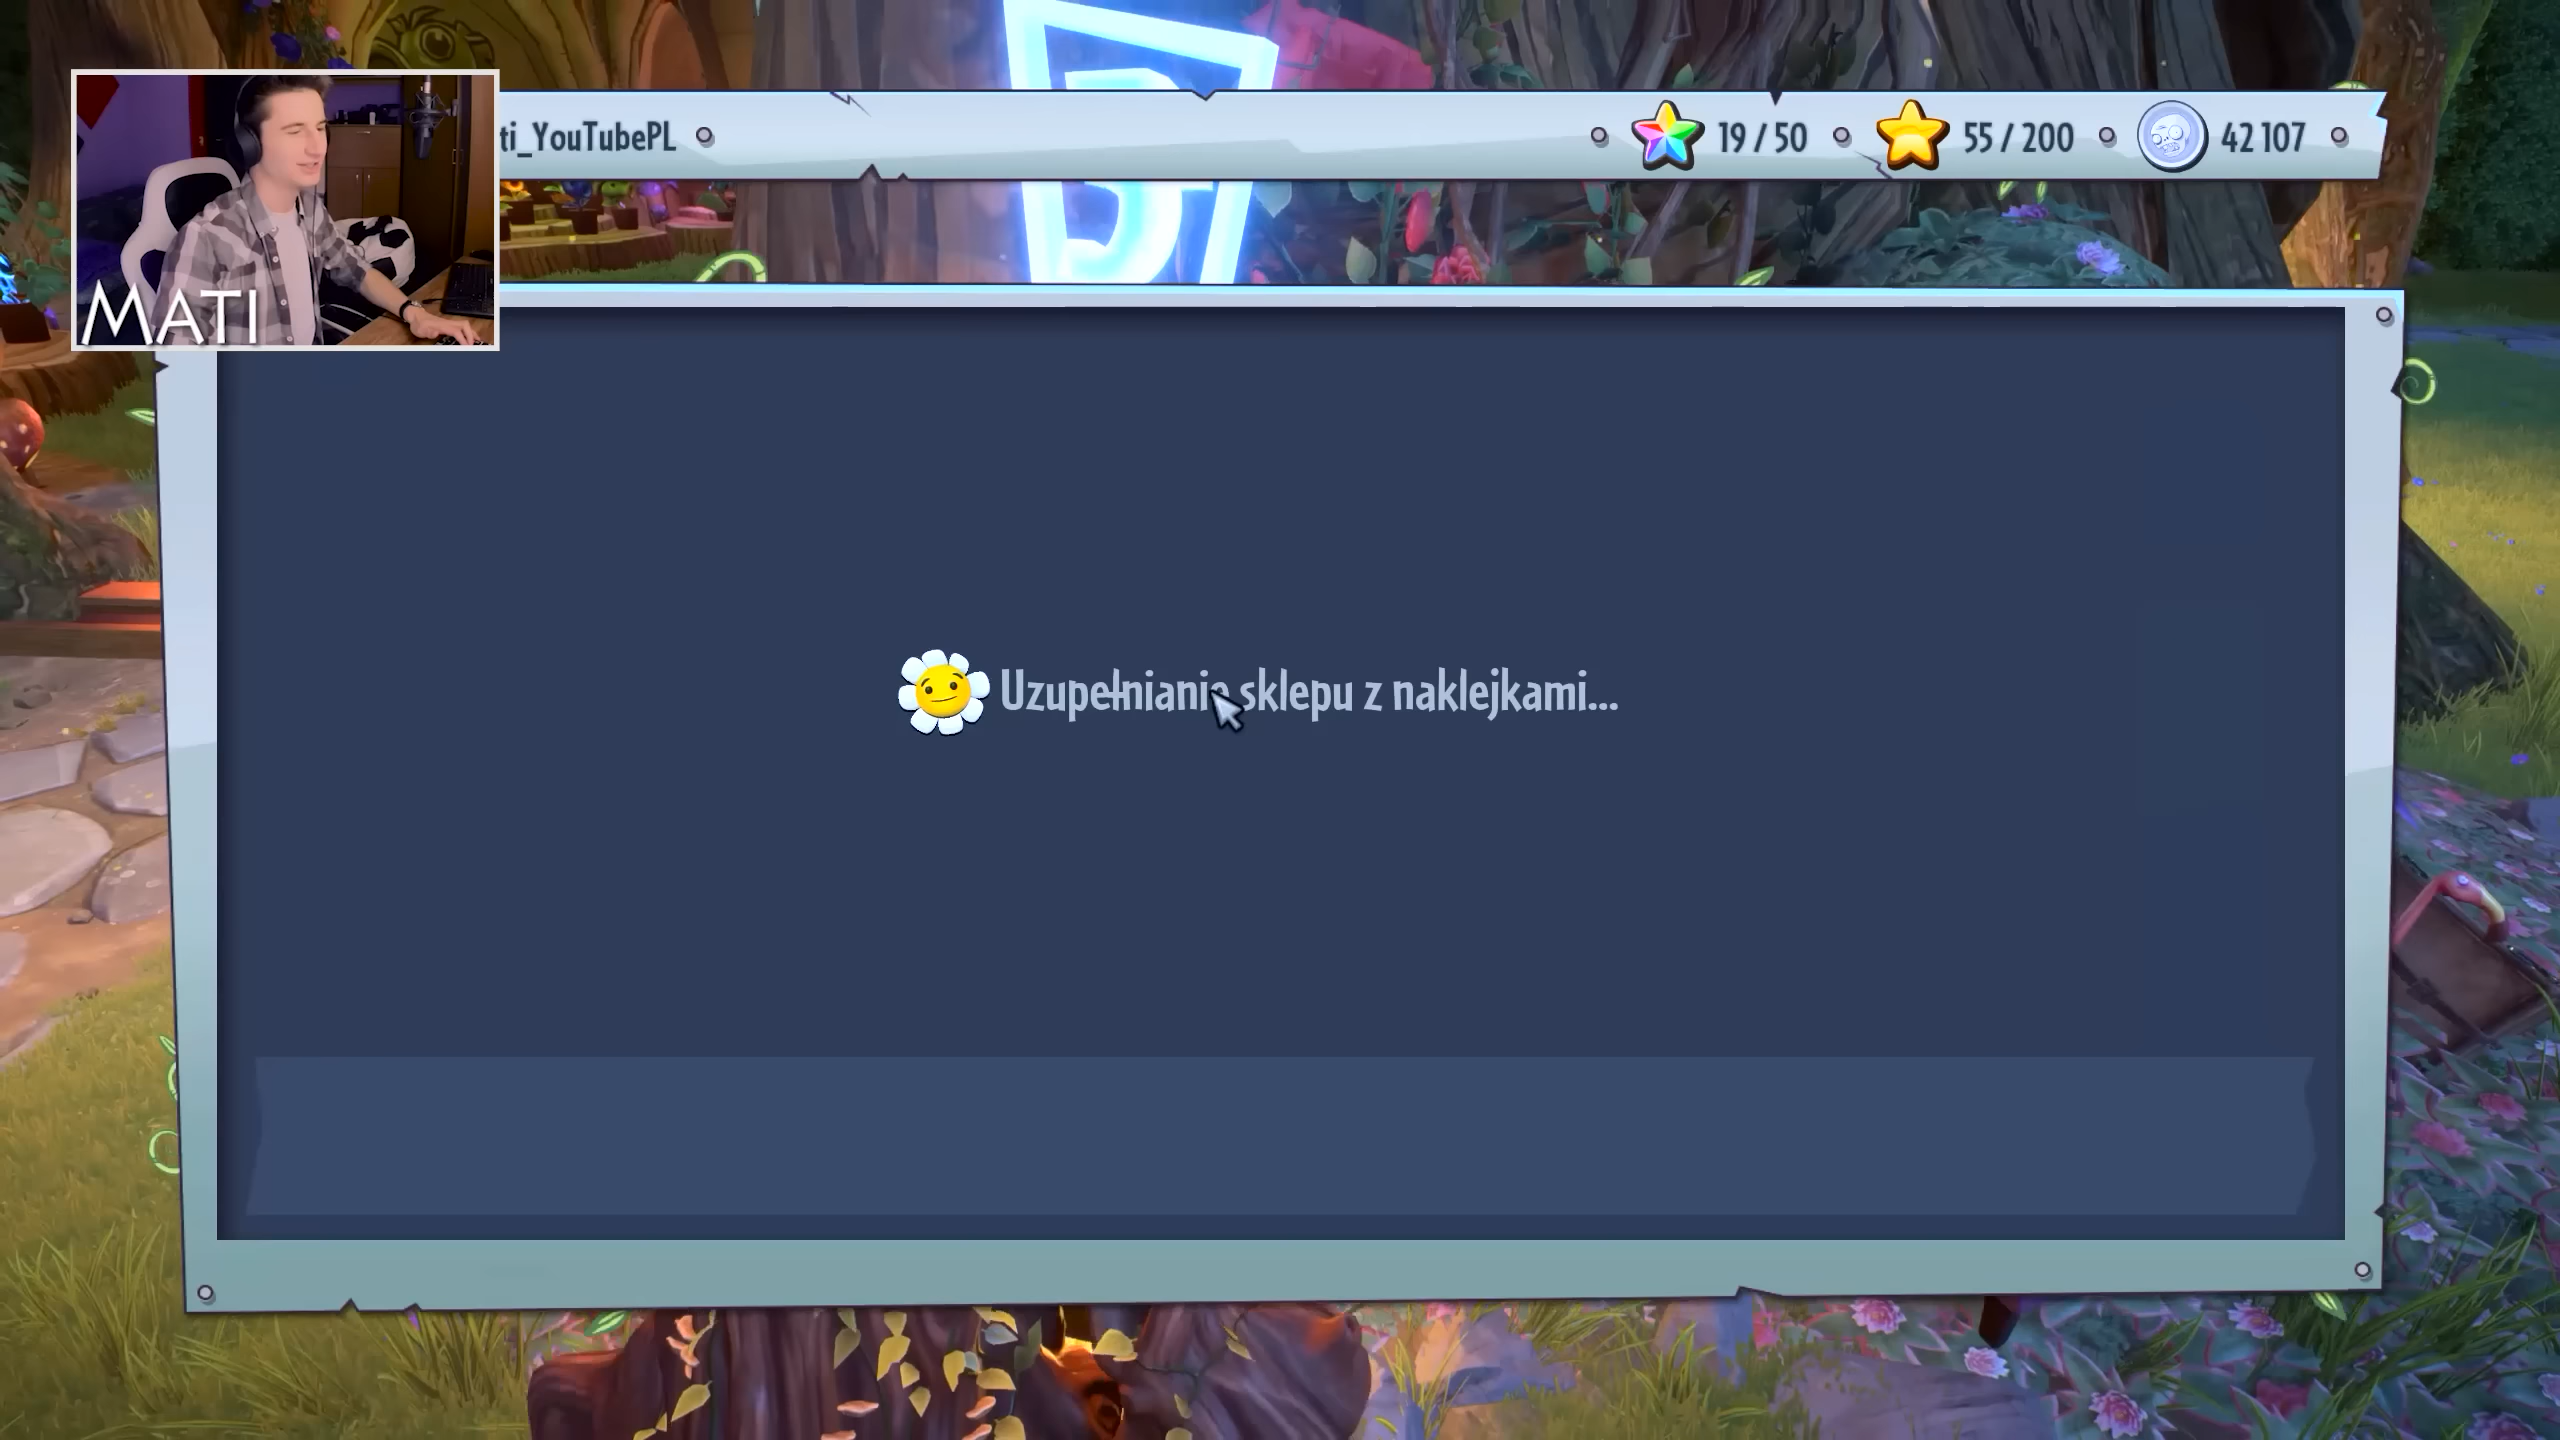 ti_YouTubePL
19 / 50
55 / 200
42 107
MATI
Uzupełnianie sklepu z naklejkami...